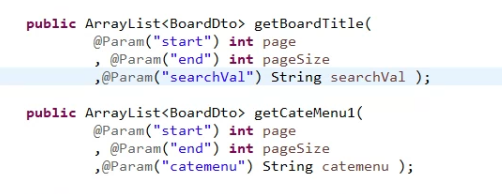 public ArrayList<BoardDto> getBoardTitle(
@Param("start") int page
, @Param("end") int pageSize
,@Param("searchVal") String searchVal );
public ArrayList<BoardDto> getCateMenu1(
@Param("start") int page
, @Param("end") int pageSize
,@Param("catemenu") String catemenu );